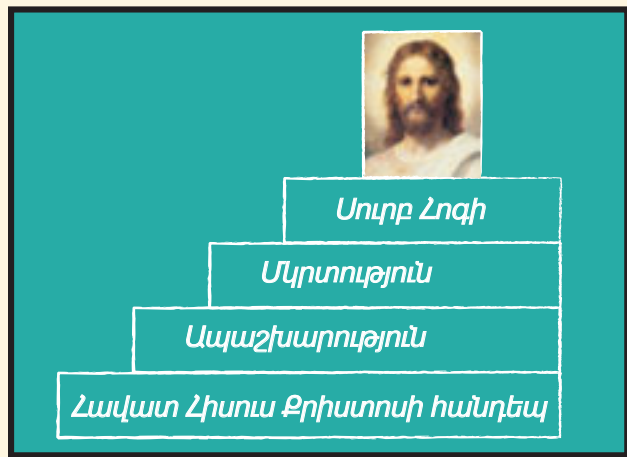 Սուրբ Հոգի
Մկրտություն
Ապաշխարություն
Հավատ Հիսուս Քրիստոսի հանդեպ